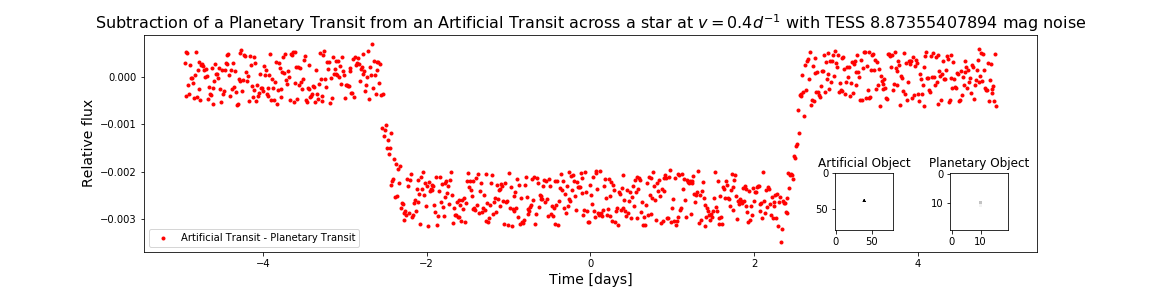 Subtraction of a Planetary Transit from an Artificial Transit across a star at v = 0.4d⁻¹ with TESS 8.87355407894 mag noise
Relative flux
0.000
−0.001
−0.002
−0.003
Artificial Transit - Planetary Transit
Artificial Object
0
50
0
50
Planetary Object
0
10
0
10
−4
−2
0
2
4
Time [days]